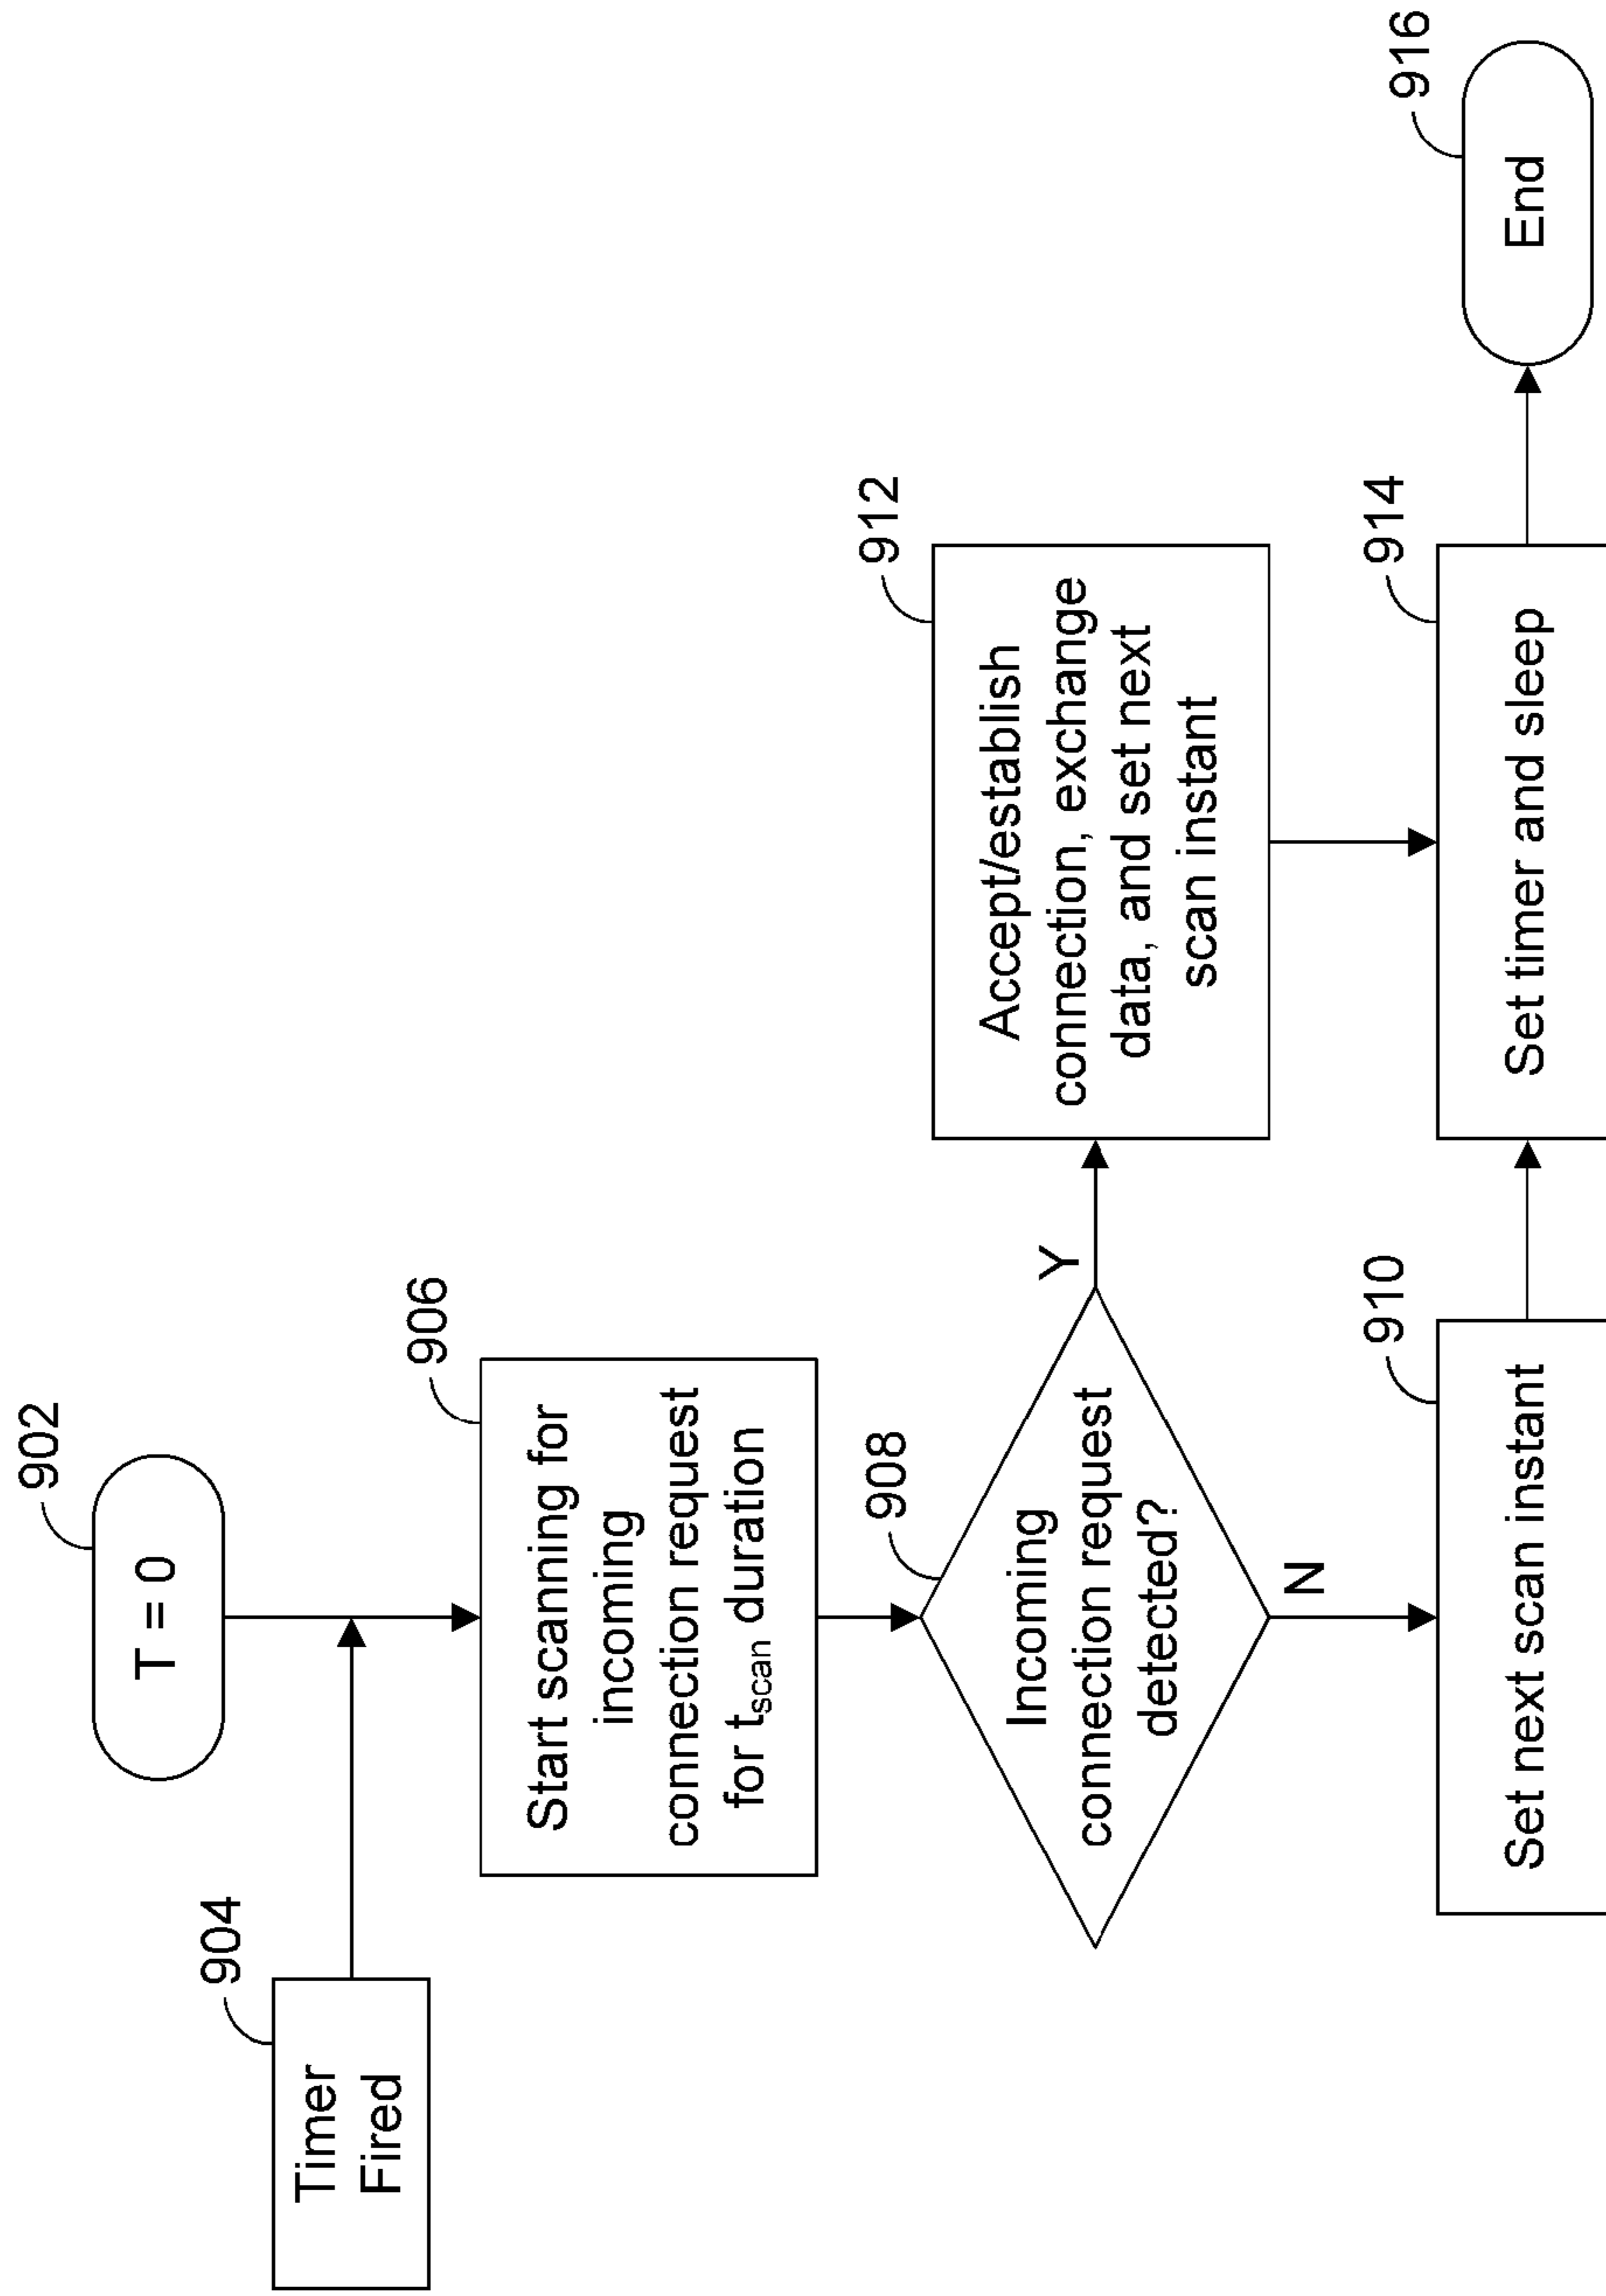 902
T = 0
904
Timer
Fired
906
Start scanning for
incoming
connection request
for tscan duration
908
Incoming
connection request
detected?
Y
N
912
Accept/establish
connection, exchange
data, and set next
scan instant
910
Set next scan instant
914
Set timer and sleep
916
End